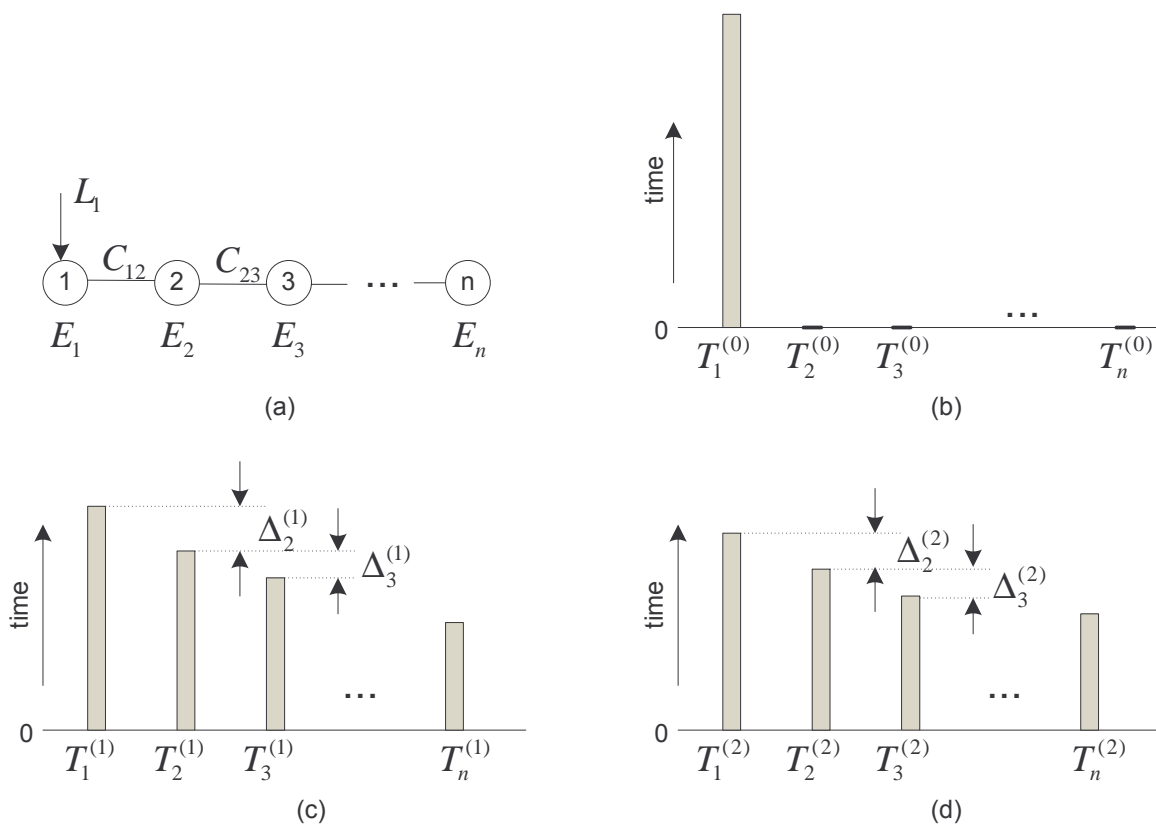 L₁
C₁₂ C₂₃
1 2 3 ... n
E₁ E₂ E₃ Eₙ
(a)
time
...
0
T₁⁽⁰⁾ T₂⁽⁰⁾ T₃⁽⁰⁾ Tₙ⁽⁰⁾
(b)
Δ₂⁽¹⁾
Δ₃⁽¹⁾
time
...
0
T₁⁽¹⁾ T₂⁽¹⁾ T₃⁽¹⁾ Tₙ⁽¹⁾
(c)
Δ₂⁽²⁾
Δ₃⁽²⁾
time
...
0
T₁⁽²⁾ T₂⁽²⁾ T₃⁽²⁾ Tₙ⁽²⁾
(d)